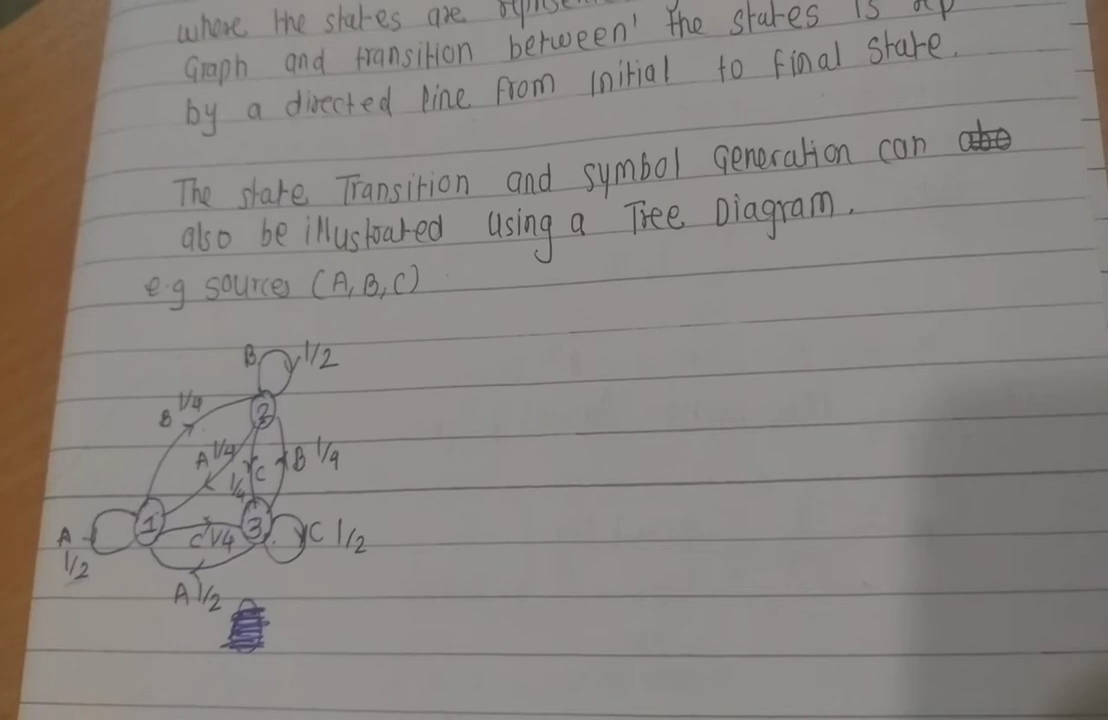 where the states are
Graph and transition between the states is
by a directed line from initial to final state.
The state Transition and symbol generation can
also be illustrated using a Tree Diagram.
e.g sources (A, B, C)
B 1/2
B 1/4
2
A 1/4
1/4 C
B 1/4
A 1/2
1
C 1/4
3
C 1/2
A 1/2